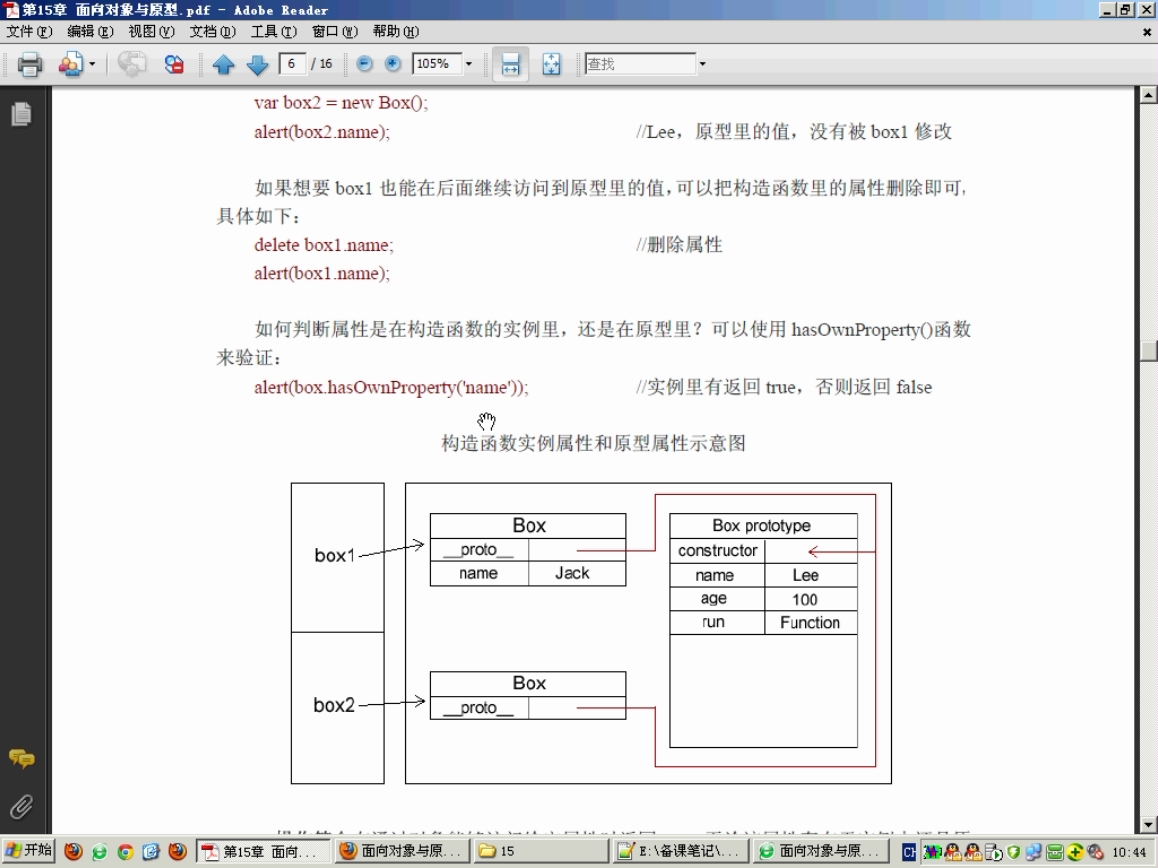 第15章 面向对象与原型.pdf - Adobe Reader
文件(F) 编辑(E) 视图(V) 文档(D) 工具(T) 窗口(W) 帮助(H)
6 / 16 105% 查找
var box2 = new Box();
alert(box2.name); //Lee，原型里的值，没有被 box1 修改
如果想要 box1 也能在后面继续访问到原型里的值，可以把构造函数里的属性删除即可，
具体如下：
delete box1.name; //删除属性
alert(box1.name);
如何判断属性是在构造函数的实例里，还是在原型里？可以使用 hasOwnProperty()函数
来验证：
alert(box.hasOwnProperty('name')); //实例里有返回 true，否则返回 false
构造函数实例属性和原型属性示意图
box1
Box
__proto__
name Jack
Box prototype
constructor
name Lee
age 100
run Function
box2
Box
__proto__
开始 第15章 面向... 面向对象与原... 15 E:\备课笔记\... 面向对象与原... CH 10:44